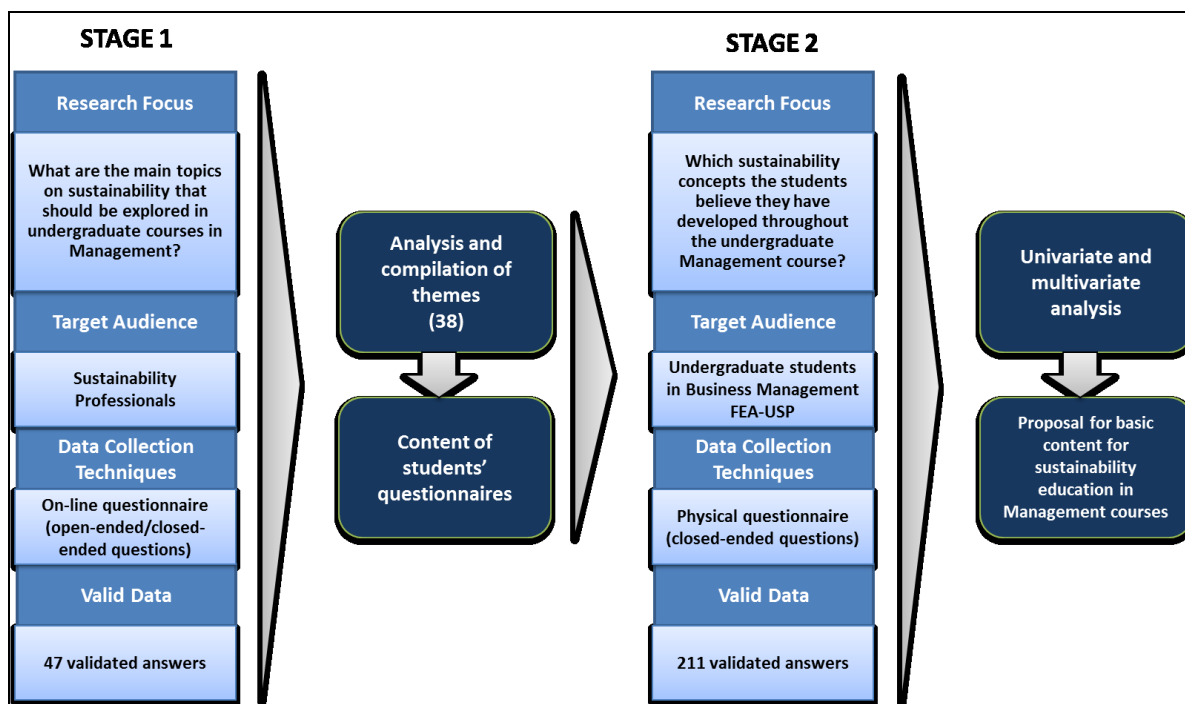 STAGE 1
Research Focus
What are the main topics
on sustainability that
should be explored in
undergraduate courses in
Management?
Target Audience
Sustainability
Professionals
Data Collection
Techniques
On-line questionnaire
(open-ended/closed-
ended questions)
Valid Data
47 validated answers
Analysis and
compilation of
themes
(38)
Content of
students’
questionnaires
STAGE 2
Research Focus
Which sustainability
concepts the students
believe they have
developed throughout
the undergraduate
Management course?
Target Audience
Undergraduate students
in Business Management
FEA-USP
Data Collection
Techniques
Physical questionnaire
(closed-ended questions)
Valid Data
211 validated answers
Univariate and
multivariate
analysis
Proposal for basic
content for
sustainability
education in
Management courses